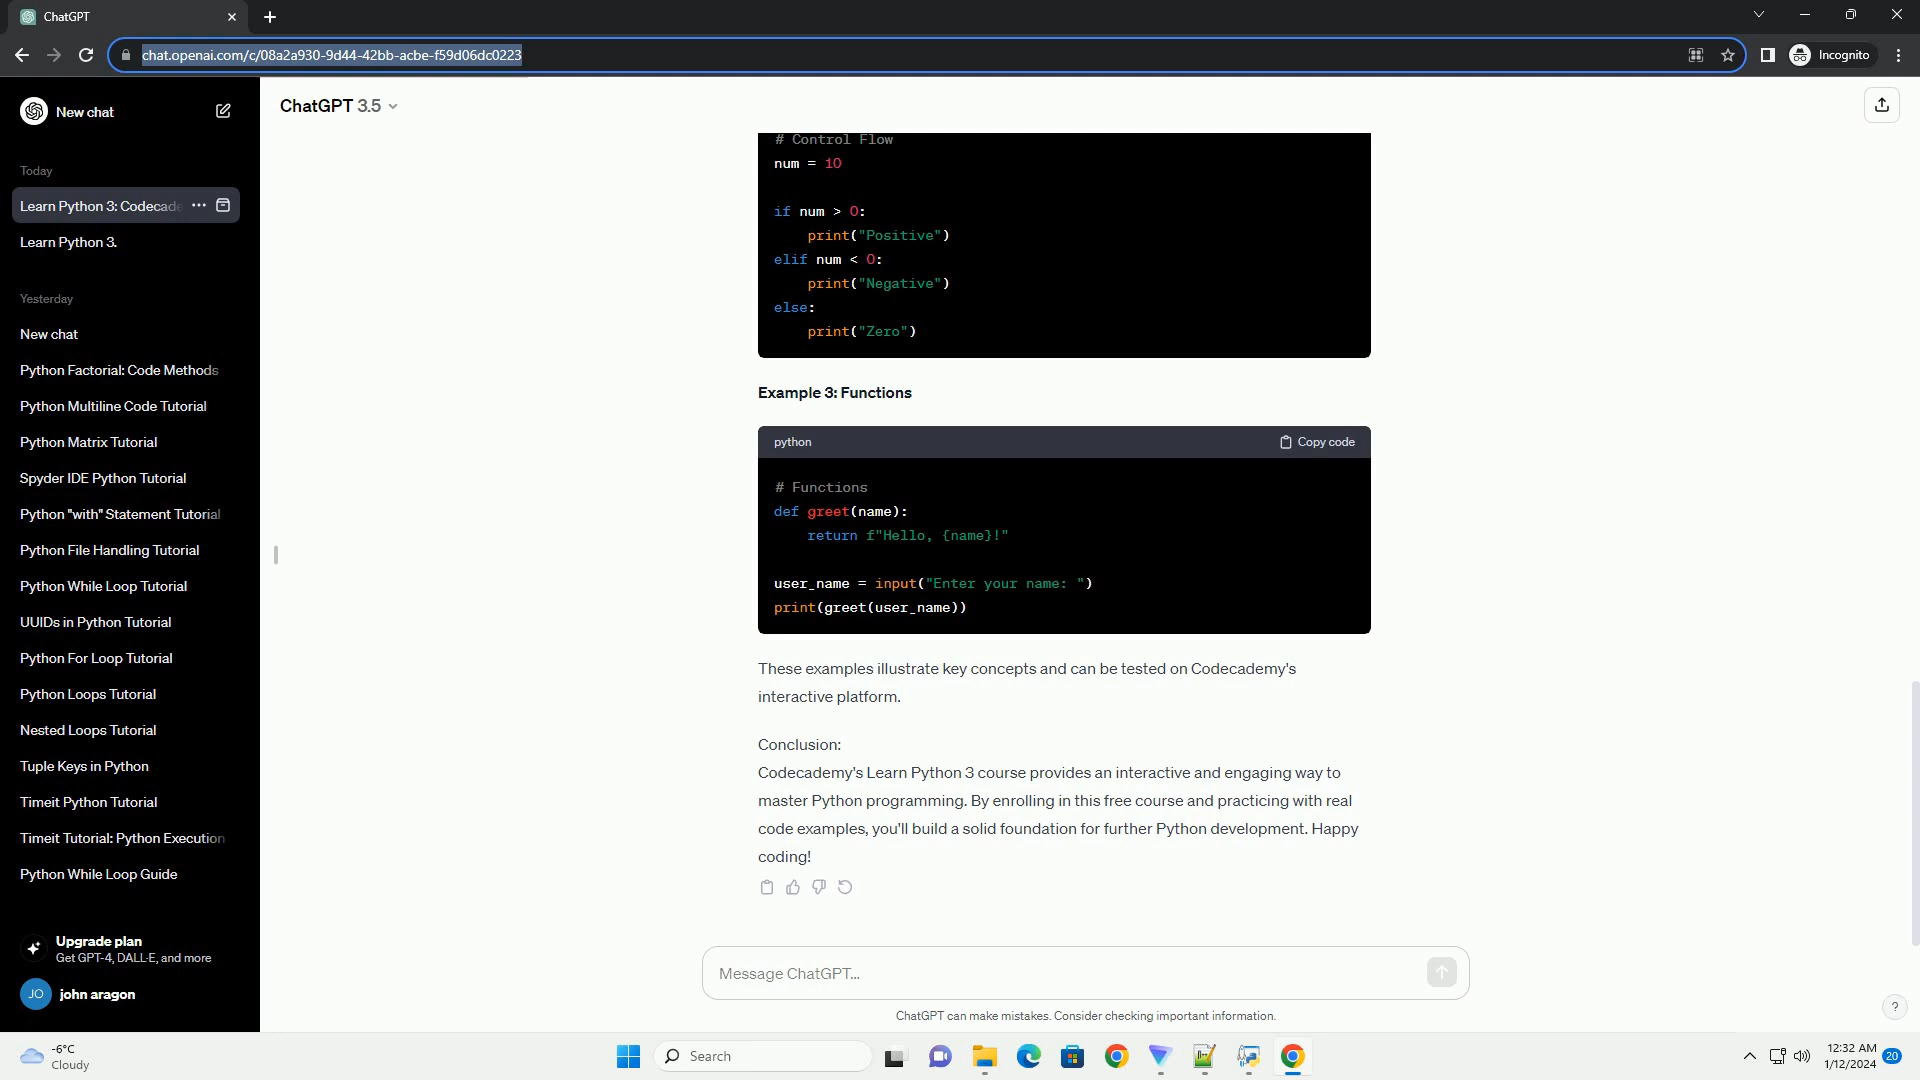 ChatGPT
chat.openai.com/c/08a2a930-9d44-42bb-acbe-f59d06dc0223
Incognito
New chat
ChatGPT 3.5
Today
Learn Python 3: Codecade
Learn Python 3.
Yesterday
New chat
Python Factorial: Code Methods
Python Multiline Code Tutorial
Python Matrix Tutorial
Spyder IDE Python Tutorial
Python "with" Statement Tutorial
Python File Handling Tutorial
Python While Loop Tutorial
UUIDs in Python Tutorial
Python For Loop Tutorial
Python Loops Tutorial
Nested Loops Tutorial
Tuple Keys in Python
Timeit Python Tutorial
Timeit Tutorial: Python Execution
Python While Loop Guide
Upgrade plan
Get GPT-4, DALL·E, and more
JO
john aragon
# Control Flow
num = 10
if num > 0:
print("Positive")
elif num < 0:
print("Negative")
else:
print("Zero")
Example 3: Functions
python
Copy code
# Functions
def greet(name):
return f"Hello, {name}!"
user_name = input("Enter your name: ")
print(greet(user_name))
These examples illustrate key concepts and can be tested on Codecademy's
interactive platform.
Conclusion:
Codecademy's Learn Python 3 course provides an interactive and engaging way to
master Python programming. By enrolling in this free course and practicing with real
code examples, you'll build a solid foundation for further Python development. Happy
coding!
Message ChatGPT...
ChatGPT can make mistakes. Consider checking important information.
?
-6°C
Cloudy
Search
12:32 AM
1/12/2024
20